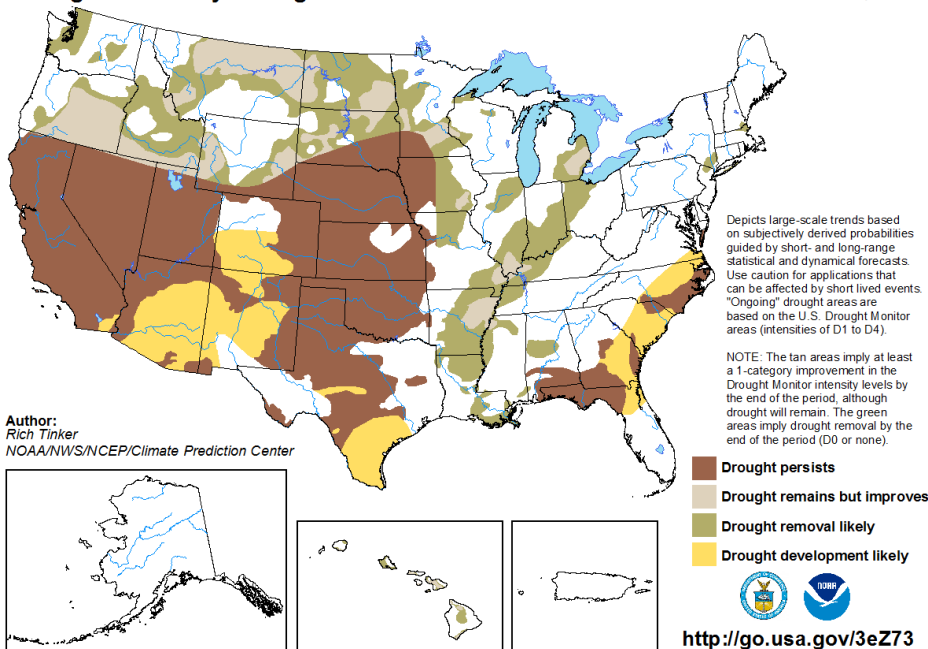 Depicts large-scale trends based
on subjectively derived probabilities
guided by short- and long-range
statistical and dynamical forecasts.
Use caution for applications that
can be affected by short lived events.
"Ongoing" drought areas are
based on the U.S. Drought Monitor
areas (intensities of D1 to D4).
NOTE: The tan areas imply at least
a 1-category improvement in the
Drought Monitor intensity levels by
the end of the period, although
drought will remain. The green
areas imply drought removal by the
end of the period (D0 or none).
Author:
Rich Tinker
NOAA/NWS/NCEP/Climate Prediction Center
Drought persists
Drought remains but improves
Drought removal likely
Drought development likely
NOAA
http://go.usa.gov/3eZ73